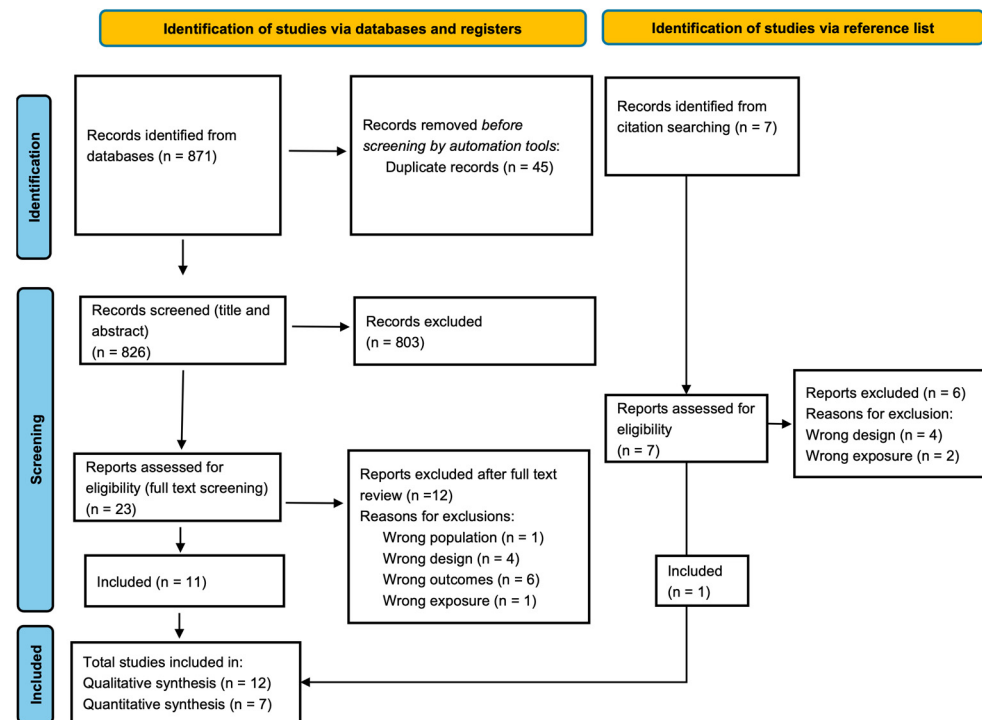 Identification of studies via databases and registers
Identification of studies via reference list
Identification
Records identified from
databases (n = 871)
Records removed before
screening by automation tools:
Duplicate records (n = 45)
Records identified from
citation searching (n = 7)
Screening
Records screened (title and
abstract)
(n = 826)
Records excluded
(n = 803)
Reports assessed for
eligibility
(n = 7)
Reports excluded (n = 6)
Reasons for exclusion:
Wrong design (n = 4)
Wrong exposure (n = 2)
Reports assessed for
eligibility (full text screening)
(n = 23)
Reports excluded after full text
review (n =12)
Reasons for exclusions:
Wrong population (n = 1)
Wrong design (n = 4)
Wrong outcomes (n = 6)
Wrong exposure (n = 1)
Included (n = 11)
Included
(n = 1)
Included
Total studies included in:
Qualitative synthesis (n = 12)
Quantitative synthesis (n = 7)